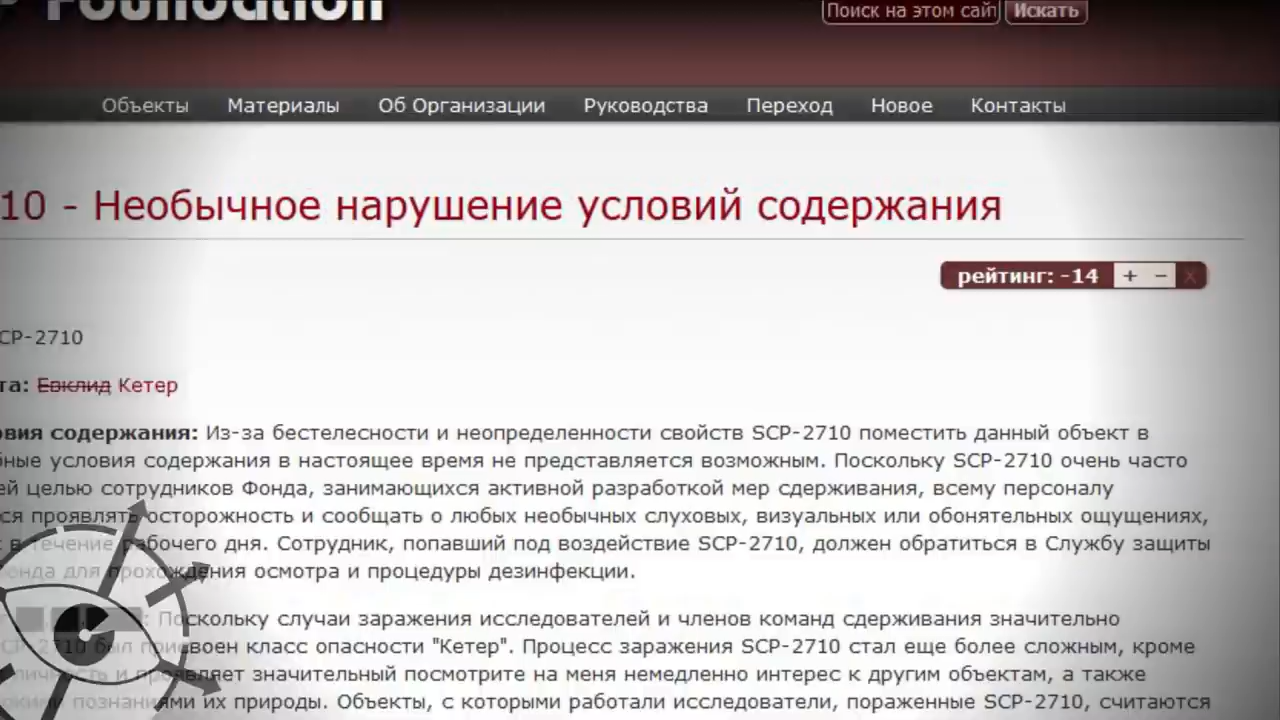 Foundation
Поиск на этом сайт Искать
Объекты Материалы Об Организации Руководства Переход Новое Контакты
10 - Необычное нарушение условий содержания
рейтинг: -14 + − x
CP-2710
та: Евклид Кетер
овия содержания: Из-за бестелесности и неопределенности свойств SCP-2710 поместить данный объект в
бные условия содержания в настоящее время не представляется возможным. Поскольку SCP-2710 очень часто
ей целью сотрудников Фонда, занимающихся активной разработкой мер сдерживания, всему персоналу
ся проявлять осторожность и сообщать о любых необычных слуховых, визуальных или обонятельных ощущениях,
в течение рабочего дня. Сотрудник, попавший под воздействие SCP-2710, должен обратиться в Службу защиты
онда для прохождения осмотра и процедуры дезинфекции.
Поскольку случаи заражения исследователей и членов команд сдерживания значительно
CP-2710 был присвоен класс опасности "Кетер". Процесс заражения SCP-2710 стал еще более сложным, кроме
личность и проявляет значительный посмотрите на меня немедленно интерес к другим объектам, а также
познаниями их природы. Объекты, с которыми работали исследователи, пораженные SCP-2710, считаются